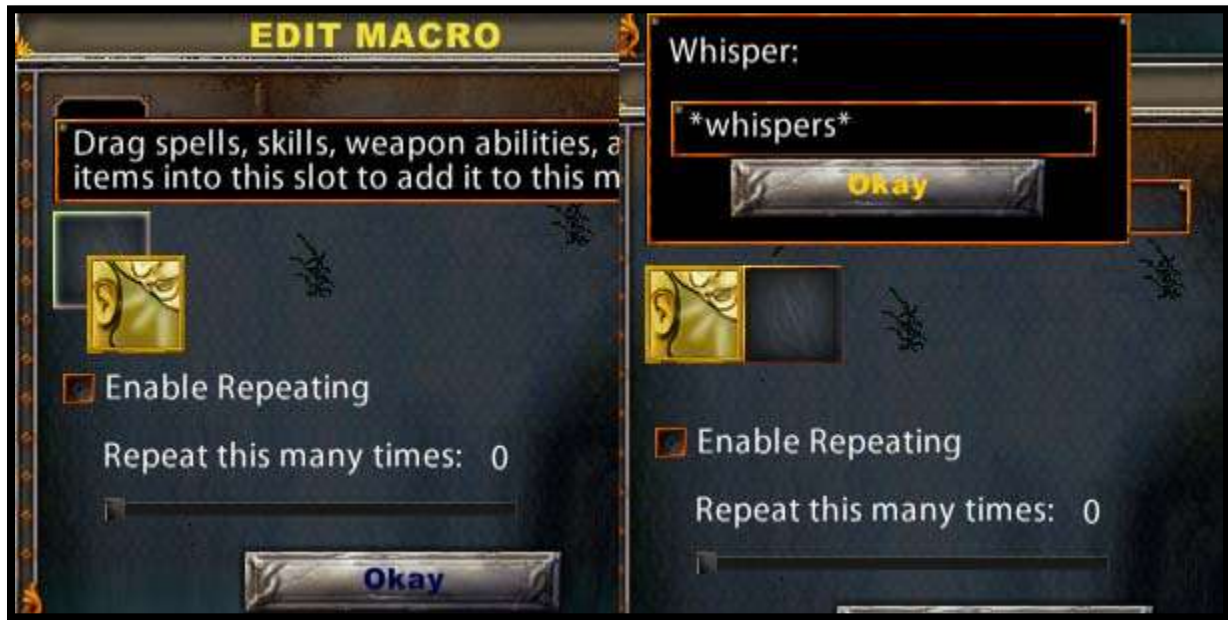 EDIT MACRO
Drag spells, skills, weapon abilities, a
items into this slot to add it to this m
Enable Repeating
Repeat this many times: 0
Okay
Whisper:
*whispers*
Okay
Enable Repeating
Repeat this many times: 0